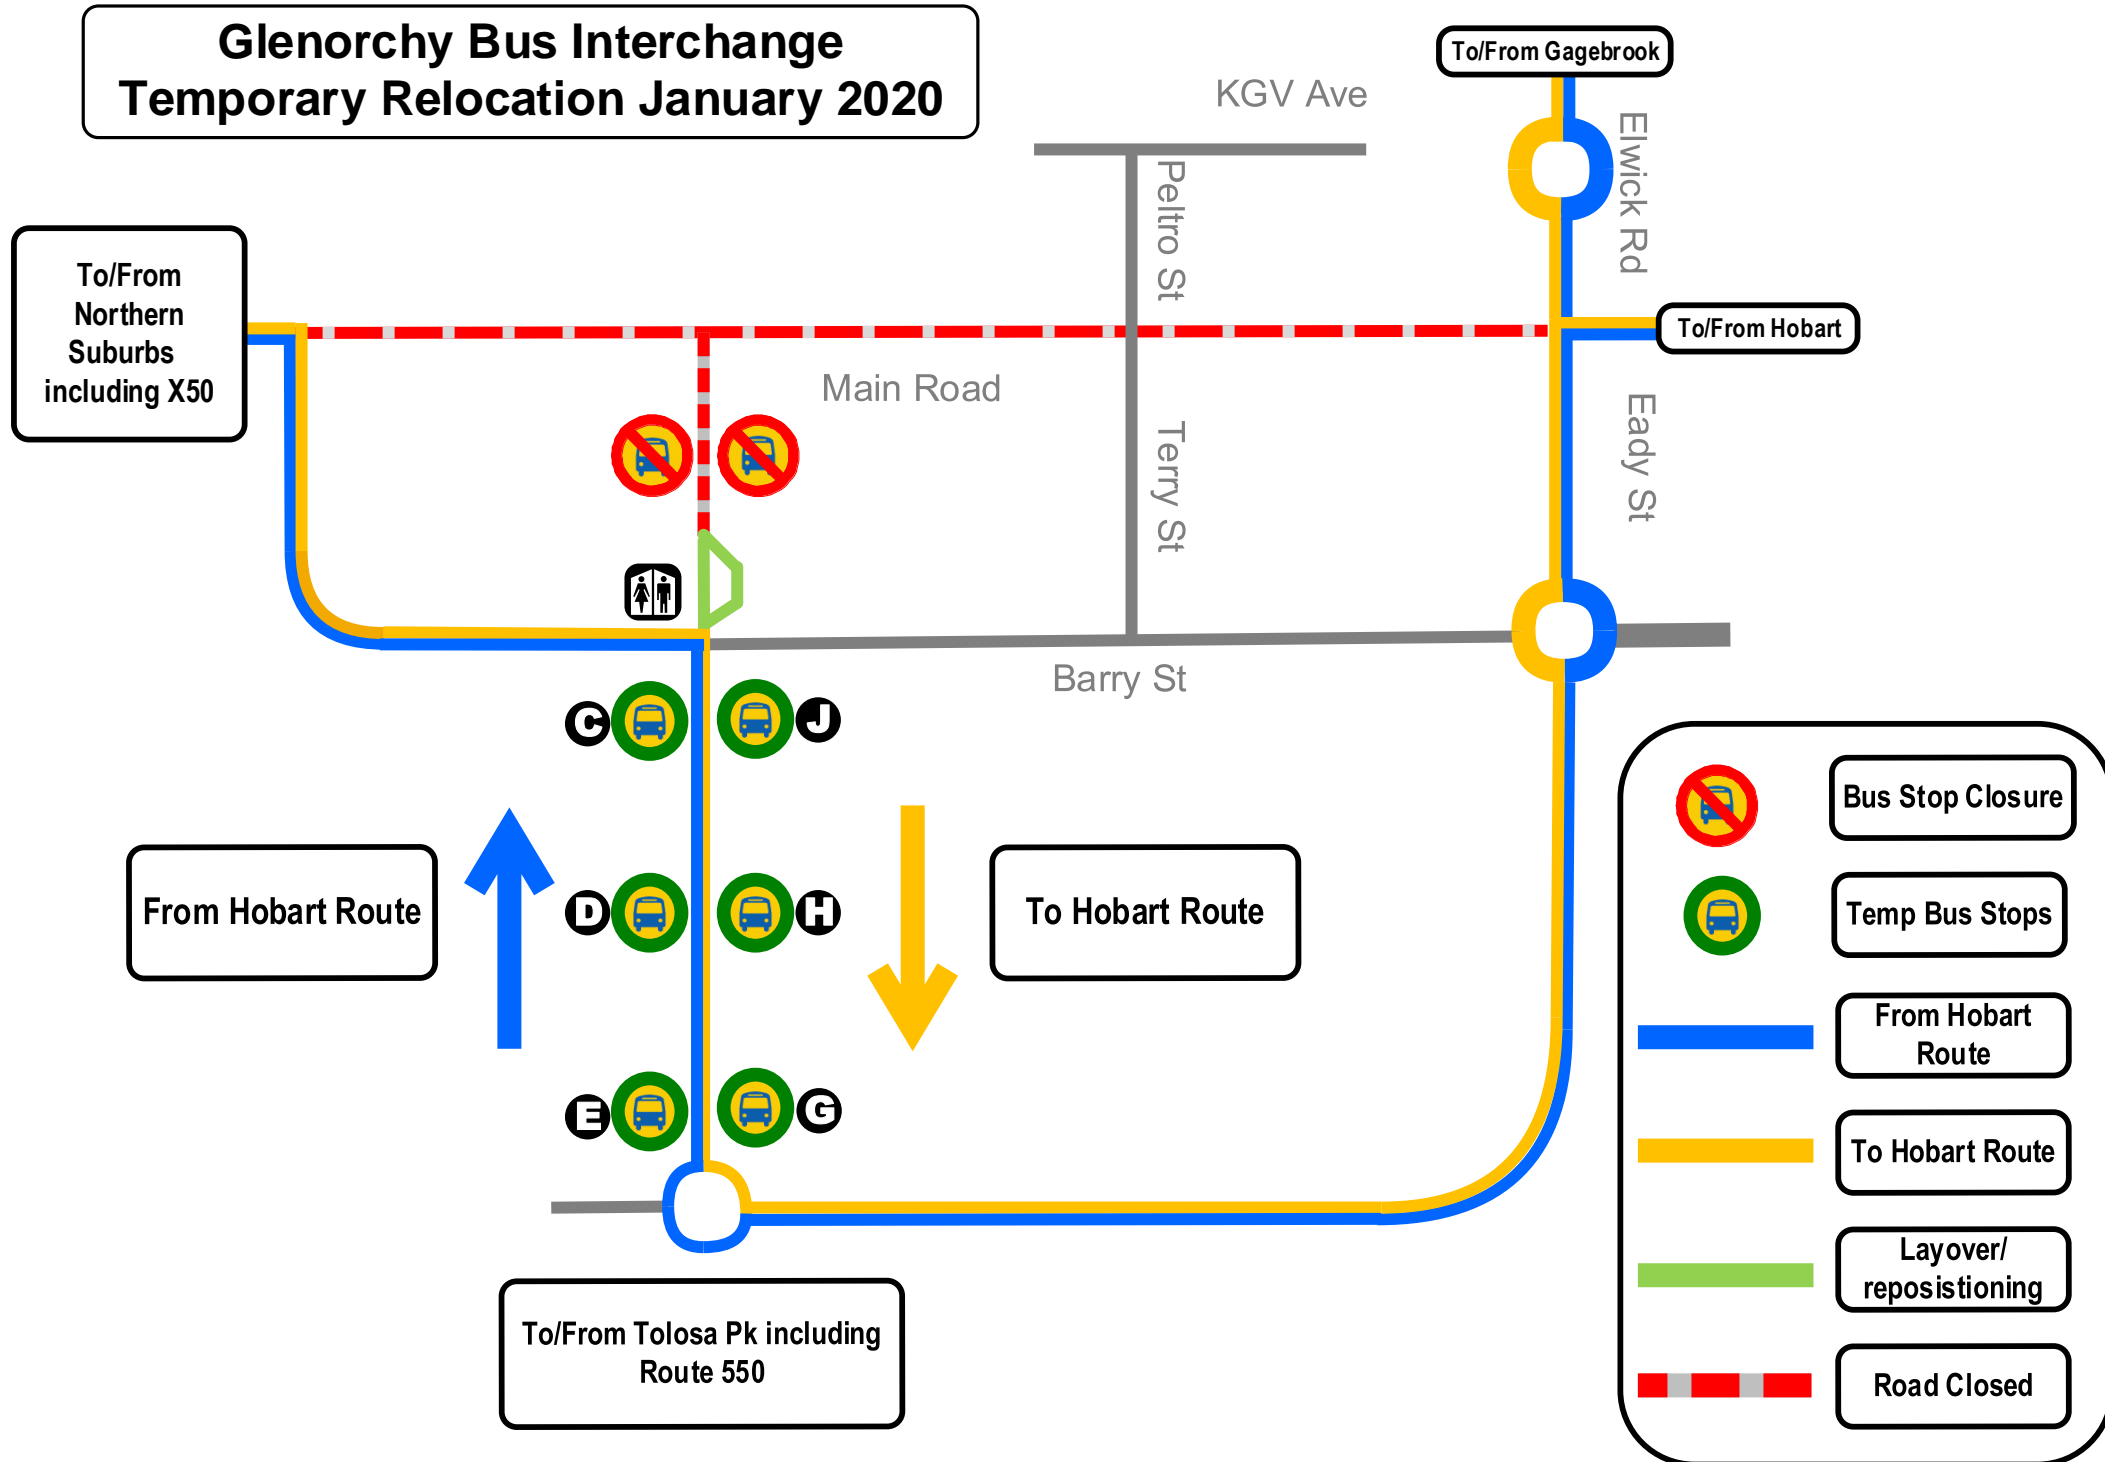 Glenorchy Bus Interchange
Temporary Relocation January 2020
To/From Gagebrook
KGV Ave
Elwick Rd
Peltro St
To/From
Northern
Suburbs
including X50
To/From Hobart
Main Road
Terry St
Eady St
Barry St
C
J
From Hobart Route
D
H
To Hobart Route
E
G
To/From Tolosa Pk including
Route 550
Bus Stop Closure
Temp Bus Stops
From Hobart
Route
To Hobart Route
Layover/
reposistioning
Road Closed